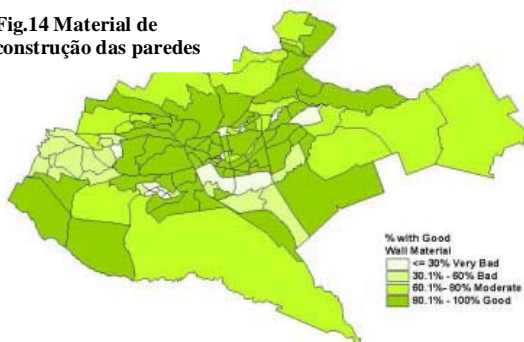 Fig.14 Material de
construção das paredes
% with Good
Wall Material
<= 30% Very Bad
30.1% - 60% Bad
60.1%- 80% Moderate
80.1% - 100% Good